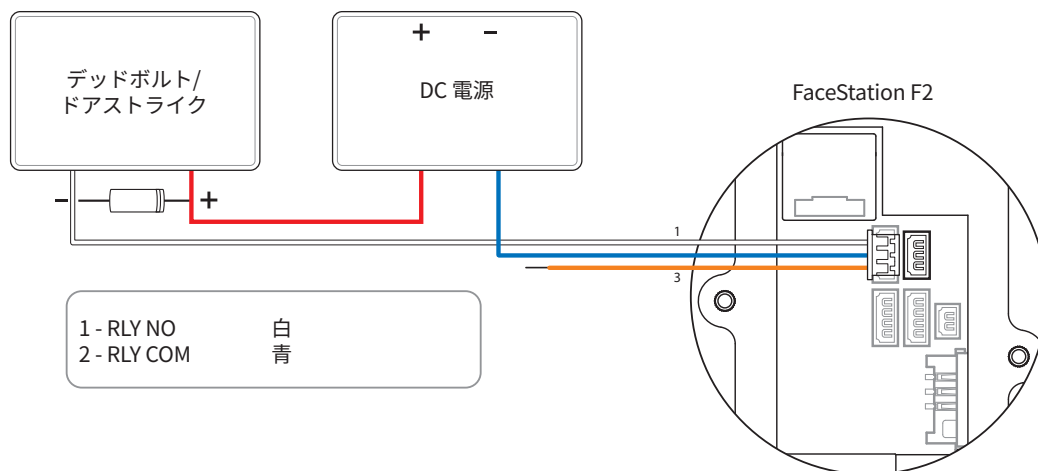 デッドボルト/
ドアストライク
+ −
DC 電源
FaceStation F2
− +
1
3
1 - RLY NO 白
2 - RLY COM 青